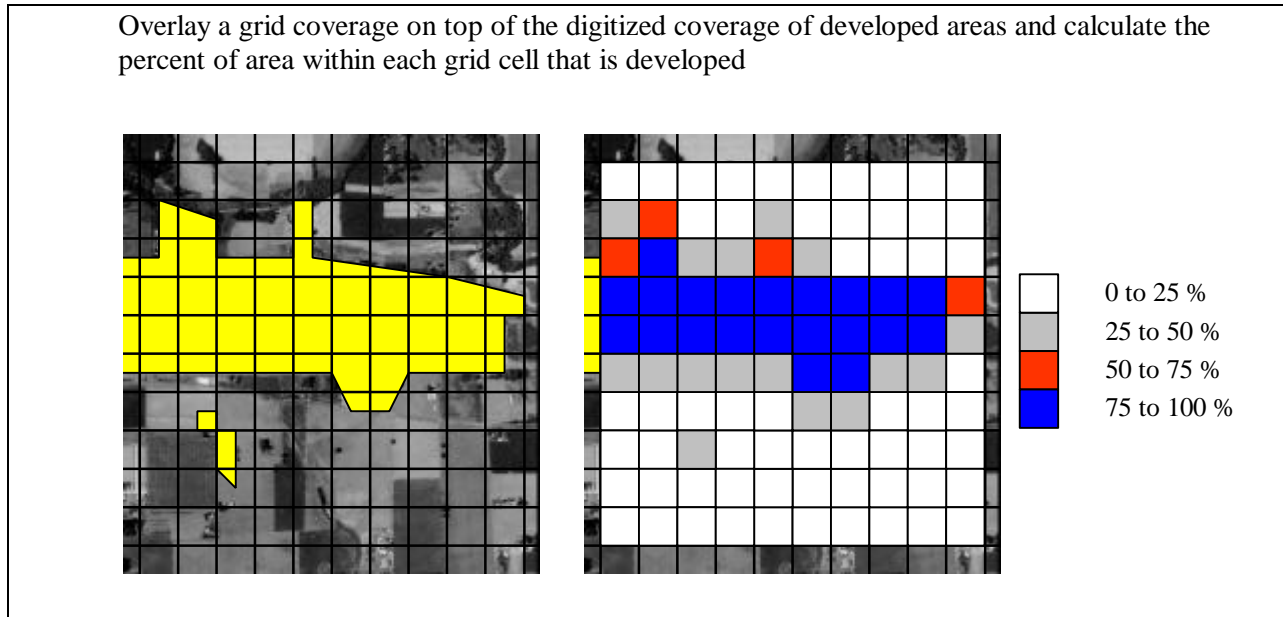 Overlay a grid coverage on top of the digitized coverage of developed areas and calculate the
percent of area within each grid cell that is developed
0 to 25 %
25 to 50 %
50 to 75 %
75 to 100 %